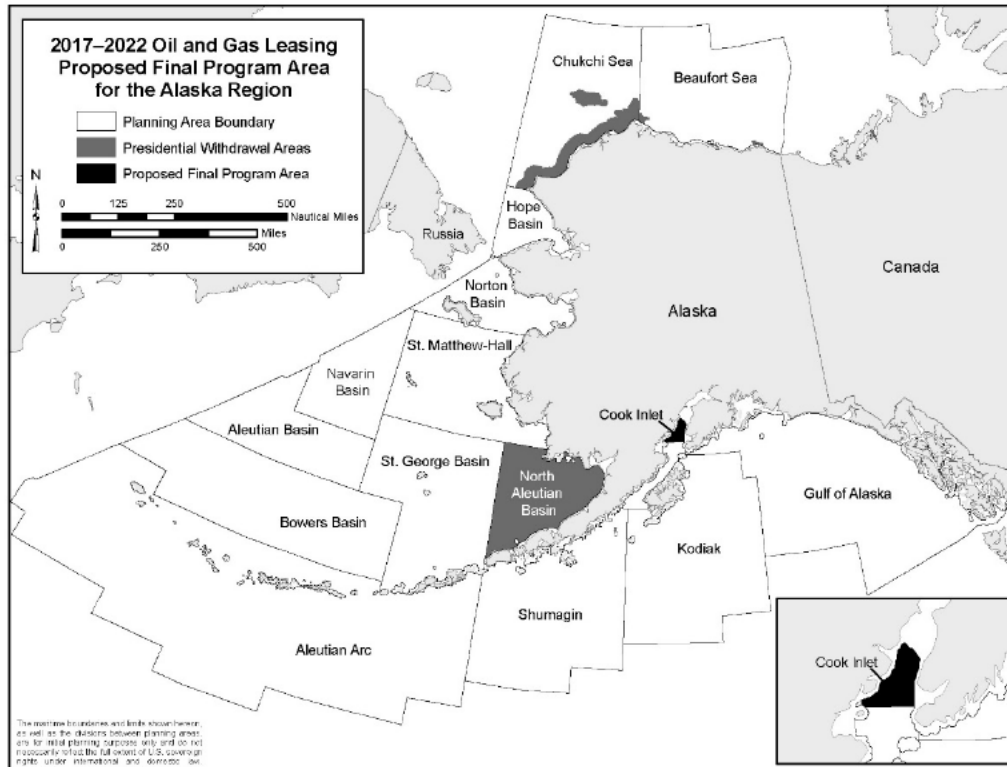 2017–2022 Oil and Gas Leasing
Proposed Final Program Area
for the Alaska Region
Planning Area Boundary
Presidential Withdrawal Areas
Proposed Final Program Area
N
0 125 250 500
Nautical Miles
Miles
0 250 500
Chukchi Sea
Beaufort Sea
Hope
Basin
Russia
Canada
Norton
Basin
Alaska
St. Matthew-Hall
Navarin
Basin
Cook Inlet
Aleutian Basin
St. George Basin
North
Aleutian
Basin
Gulf of Alaska
Bowers Basin
Kodiak
Shumagin
Aleutian Arc
Cook Inlet
The maritime boundaries and limits shown hereon,
as well as the divisions between planning areas,
are for initial planning purposes only and do not
necessarily reflect the full extent of U.S. sovereign
rights under international and domestic law.